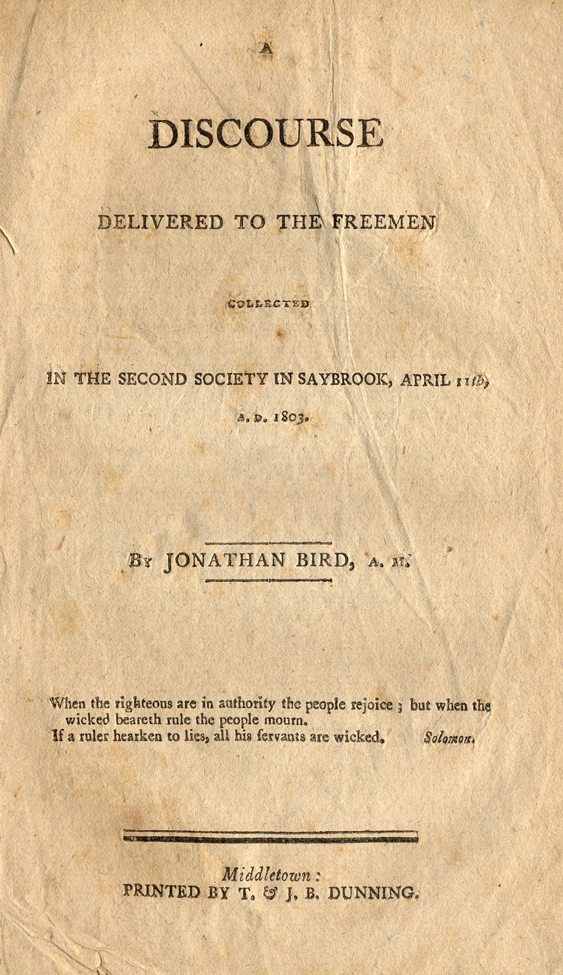 A
DISCOURSE
DELIVERED TO THE FREEMEN
COLLECTED
IN THE SECOND SOCIETY IN SAYBROOK, APRIL 11th,
A. D. 1803.
BY JONATHAN BIRD, A. M.
When the righteous are in authority the people rejoice ; but when the
wicked beareth rule the people mourn.
If a ruler hearken to lies, all his ſervants are wicked. Solomon.
Middletown :
PRINTED BY T. & J. B. DUNNING.